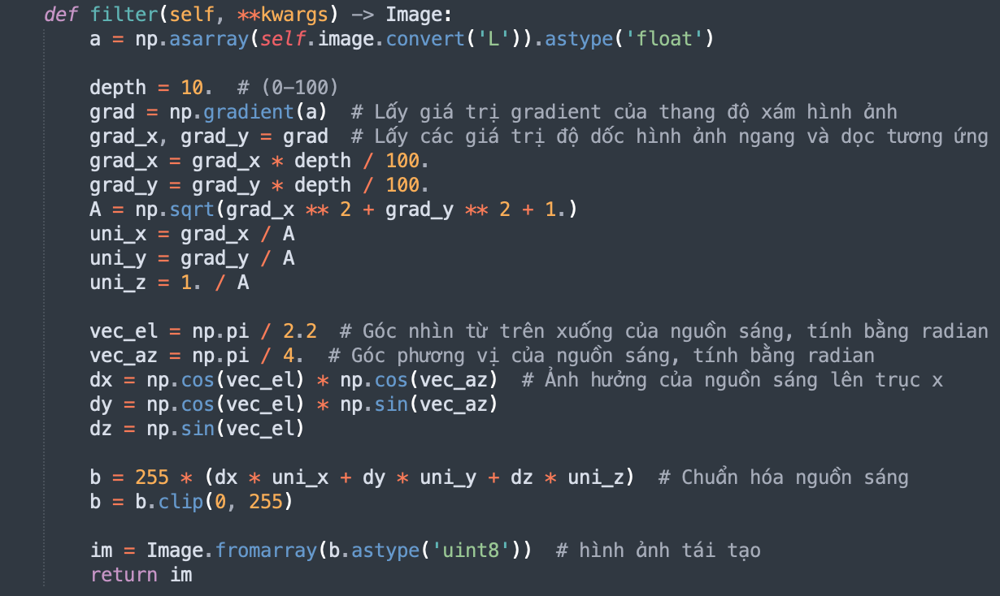 def filter(self, **kwargs) -> Image:
    a = np.asarray(self.image.convert('L')).astype('float')

    depth = 10.  # (0-100)
    grad = np.gradient(a)  # Lấy giá trị gradient của thang độ xám hình ảnh
    grad_x, grad_y = grad  # Lấy các giá trị độ dốc hình ảnh ngang và dọc tương ứng
    grad_x = grad_x * depth / 100.
    grad_y = grad_y * depth / 100.
    A = np.sqrt(grad_x ** 2 + grad_y ** 2 + 1.)
    uni_x = grad_x / A
    uni_y = grad_y / A
    uni_z = 1. / A

    vec_el = np.pi / 2.2  # Góc nhìn từ trên xuống của nguồn sáng, tính bằng radian
    vec_az = np.pi / 4.  # Góc phương vị của nguồn sáng, tính bằng radian
    dx = np.cos(vec_el) * np.cos(vec_az)  # Ảnh hưởng của nguồn sáng lên trục x
    dy = np.cos(vec_el) * np.sin(vec_az)
    dz = np.sin(vec_el)

    b = 255 * (dx * uni_x + dy * uni_y + dz * uni_z)  # Chuẩn hóa nguồn sáng
    b = b.clip(0, 255)

    im = Image.fromarray(b.astype('uint8'))  # hình ảnh tái tạo
    return im